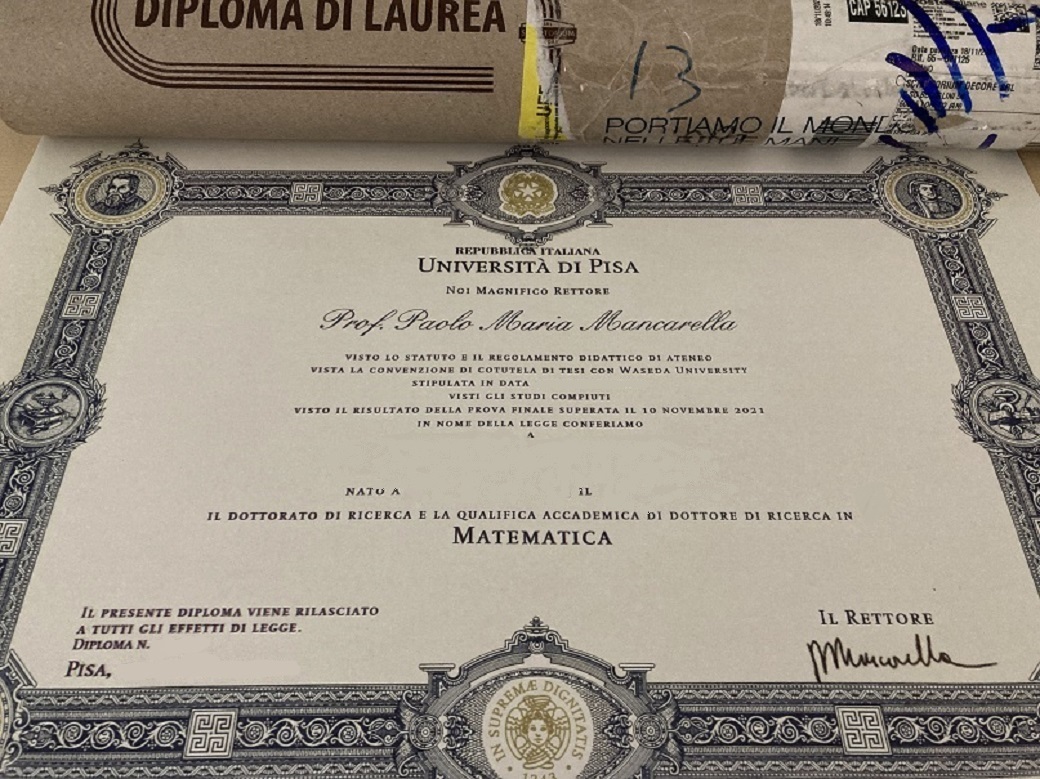 DIPLOMA DI LAUREA
CAP 56125
13
PORTIAMO IL MOND
REPUBBLICA ITALIANA
UNIVERSITÀ DI PISA
NOI MAGNIFICO RETTORE
Prof. Paolo Maria Mancarella
VISTO LO STATUTO E IL REGOLAMENTO DIDATTICO DI ATENEO
VISTA LA CONVENZIONE DI COTUTELA DI TESI CON WASEDA UNIVERSITY
STIPULATA IN DATA
VISTI GLI STUDI COMPIUTI
VISTO IL RISULTATO DELLA PROVA FINALE SUPERATA IL 10 NOVEMBRE 2021
IN NOME DELLA LEGGE CONFERIAMO
A
NATO A IL
IL DOTTORATO DI RICERCA E LA QUALIFICA ACCADEMICA DI DOTTORE DI RICERCA IN
MATEMATICA
IL PRESENTE DIPLOMA VIENE RILASCIATO
A TUTTI GLI EFFETTI DI LEGGE.
DIPLOMA N.
PISA,
IL RETTORE
IN SUPREMÆ DIGNITATIS
1343